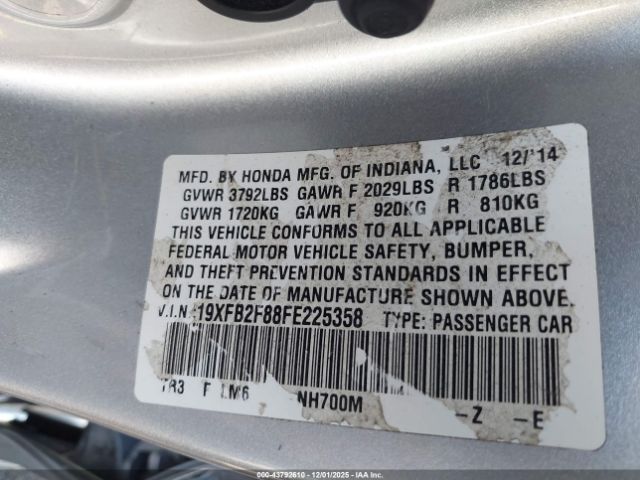 MFD. BY HONDA MFG. OF INDIANA, LLC 12/'14
GVWR 3792LBS GAWR F 2029LBS R 1786LBS
GVWR 1720KG GAWR F 920KG R 810KG
THIS VEHICLE CONFORMS TO ALL APPLICABLE
FEDERAL MOTOR VEHICLE SAFETY, BUMPER,
AND THEFT PREVENTION STANDARDS IN EFFECT
ON THE DATE OF MANUFACTURE SHOWN ABOVE.
V.I.N.: 19XFB2F88FE225358 TYPE: PASSENGER CAR
TR3 F LM6 NH700M -Z -E
000-43792610 * 12/01/2025 * IAAI.COM